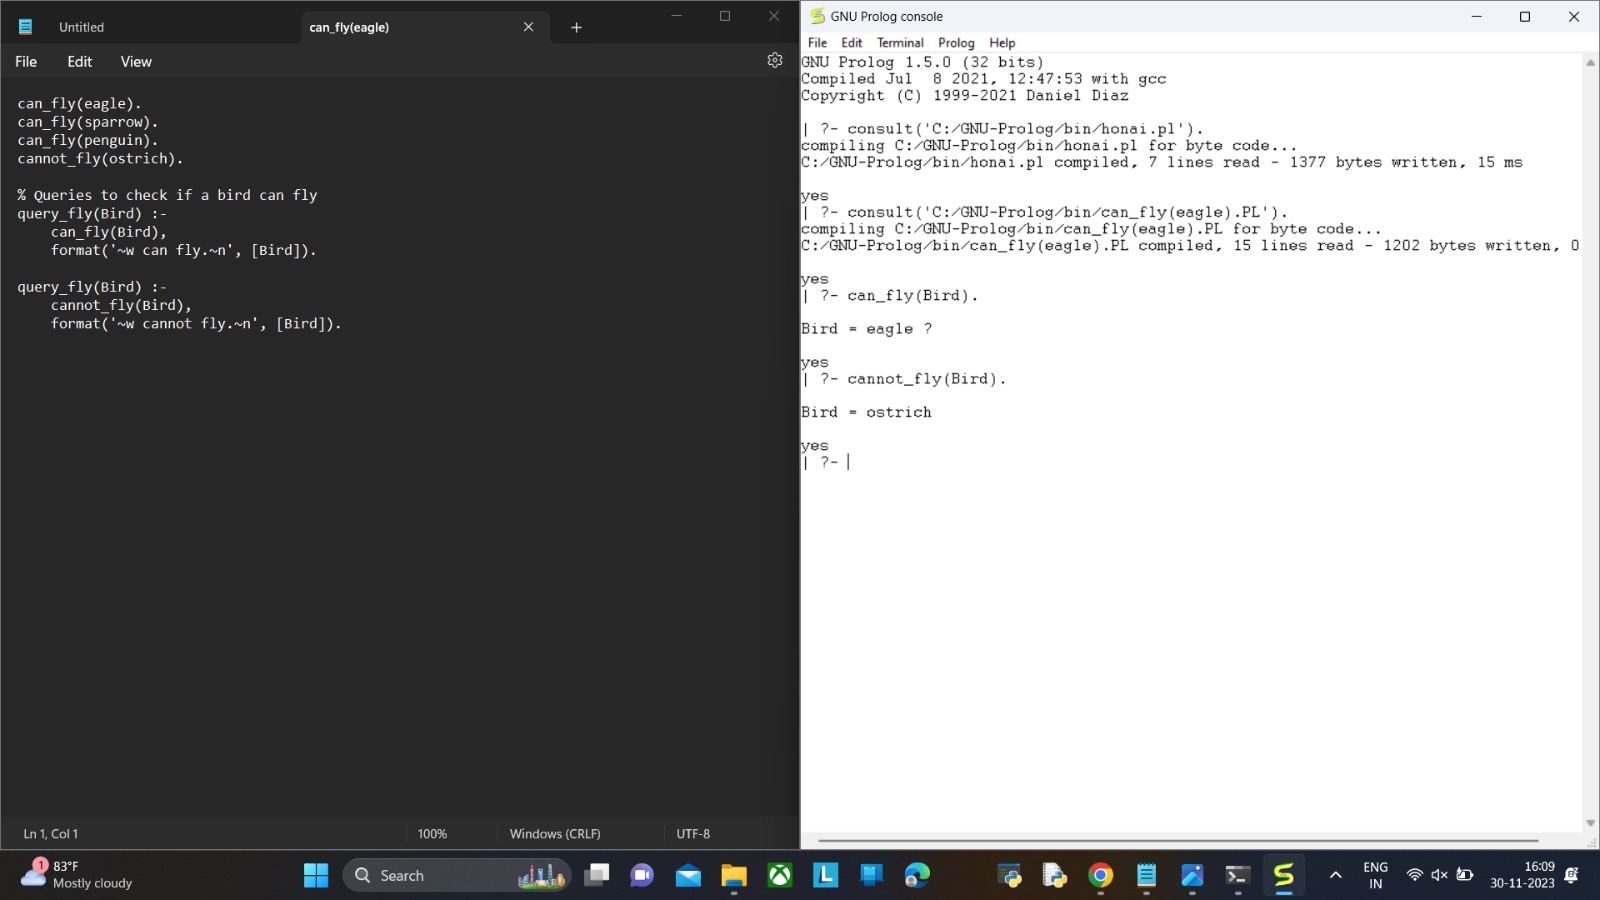 Untitled
can_fly(eagle)
File Edit View
can_fly(eagle).
can_fly(sparrow).
can_fly(penguin).
cannot_fly(ostrich).
% Queries to check if a bird can fly
query_fly(Bird) :-
can_fly(Bird),
format('~w can fly.~n', [Bird]).
query_fly(Bird) :-
cannot_fly(Bird),
format('~w cannot fly.~n', [Bird]).
Ln 1, Col 1 100% Windows (CRLF) UTF-8
GNU Prolog console
File Edit Terminal Prolog Help
GNU Prolog 1.5.0 (32 bits)
Compiled Jul  8 2021, 12:47:53 with gcc
Copyright (C) 1999-2021 Daniel Diaz
| ?- consult('C:/GNU-Prolog/bin/honai.pl').
compiling C:/GNU-Prolog/bin/honai.pl for byte code...
C:/GNU-Prolog/bin/honai.pl compiled, 7 lines read - 1377 bytes written, 15 ms
yes
| ?- consult('C:/GNU-Prolog/bin/can_fly(eagle).PL').
compiling C:/GNU-Prolog/bin/can_fly(eagle).PL for byte code...
C:/GNU-Prolog/bin/can_fly(eagle).PL compiled, 15 lines read - 1202 bytes written, 0
yes
| ?- can_fly(Bird).
Bird = eagle ?
yes
| ?- cannot_fly(Bird).
Bird = ostrich
yes
| ?-
1
83°F
Mostly cloudy
Search
L
ENG
IN
16:09
30-11-2023